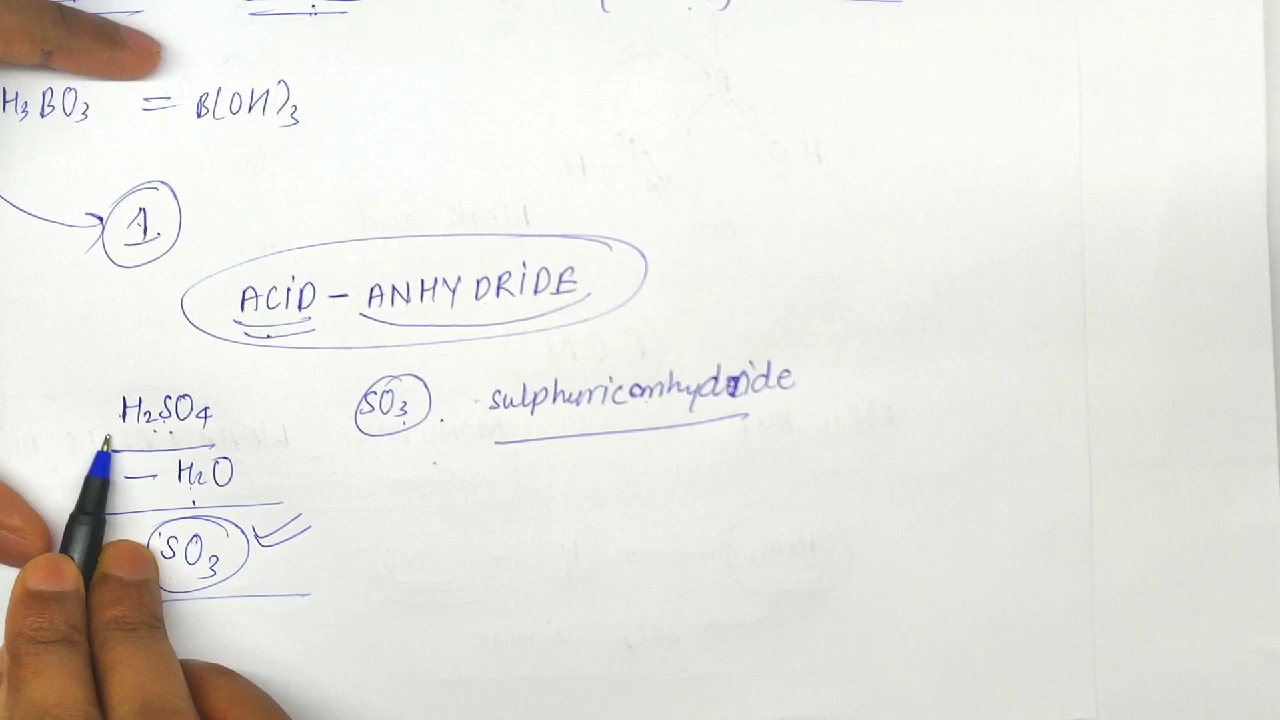 H₃BO₃ = B(OH)₃
1
ACID - ANHYDRIDE
H₂SO₄
- H₂O
SO₃
SO₃. sulphuricanhydride